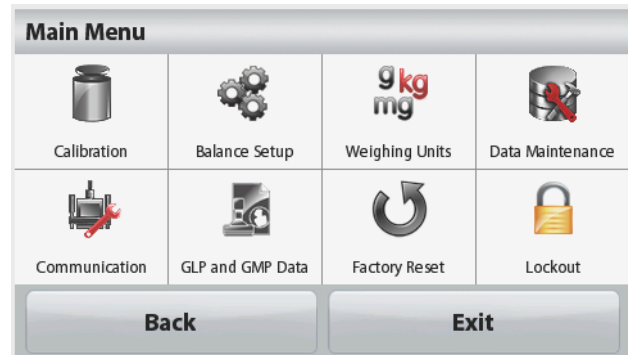 Main Menu
g kg
mg
Calibration Balance Setup Weighing Units Data Maintenance
Communication GLP and GMP Data Factory Reset Lockout
Back Exit